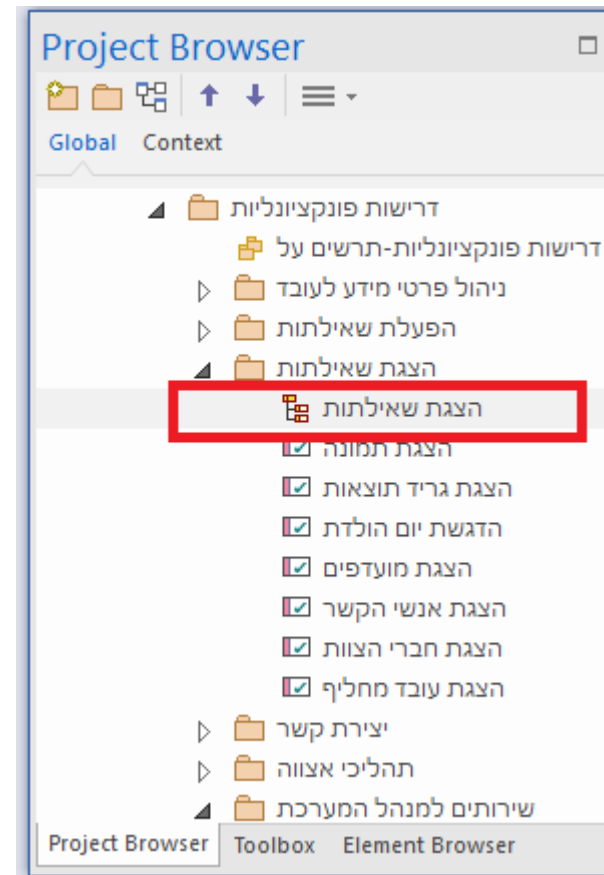 Project Browser
Global Context
דרישות פונקציונליות
דרישות פונקציונליות-תרשים על
ניהול פרטי מידע לעובד
הפעלת שאילתות
הצגת שאילתות
הצגת שאילתות
הצגת תמונה
הצגת גריד תוצאות
הדגשת יום הולדת
הצגת מועדפים
הצגת אנשי הקשר
הצגת חברי הצוות
הצגת עובד מחליף
יצירת קשר
תהליכי אצווה
שירותים למנהל המערכת
Project Browser Toolbox Element Browser